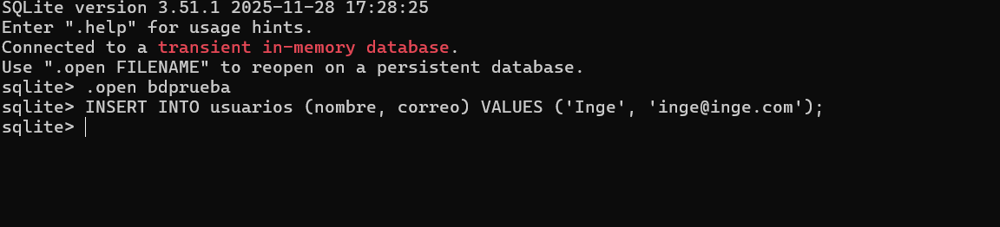 SQLite version 3.51.1 2025-11-28 17:28:25
Enter ".help" for usage hints.
Connected to a transient in-memory database.
Use ".open FILENAME" to reopen on a persistent database.
sqlite> .open bdprueba
sqlite> INSERT INTO usuarios (nombre, correo) VALUES ('Inge', 'inge@inge.com');
sqlite>